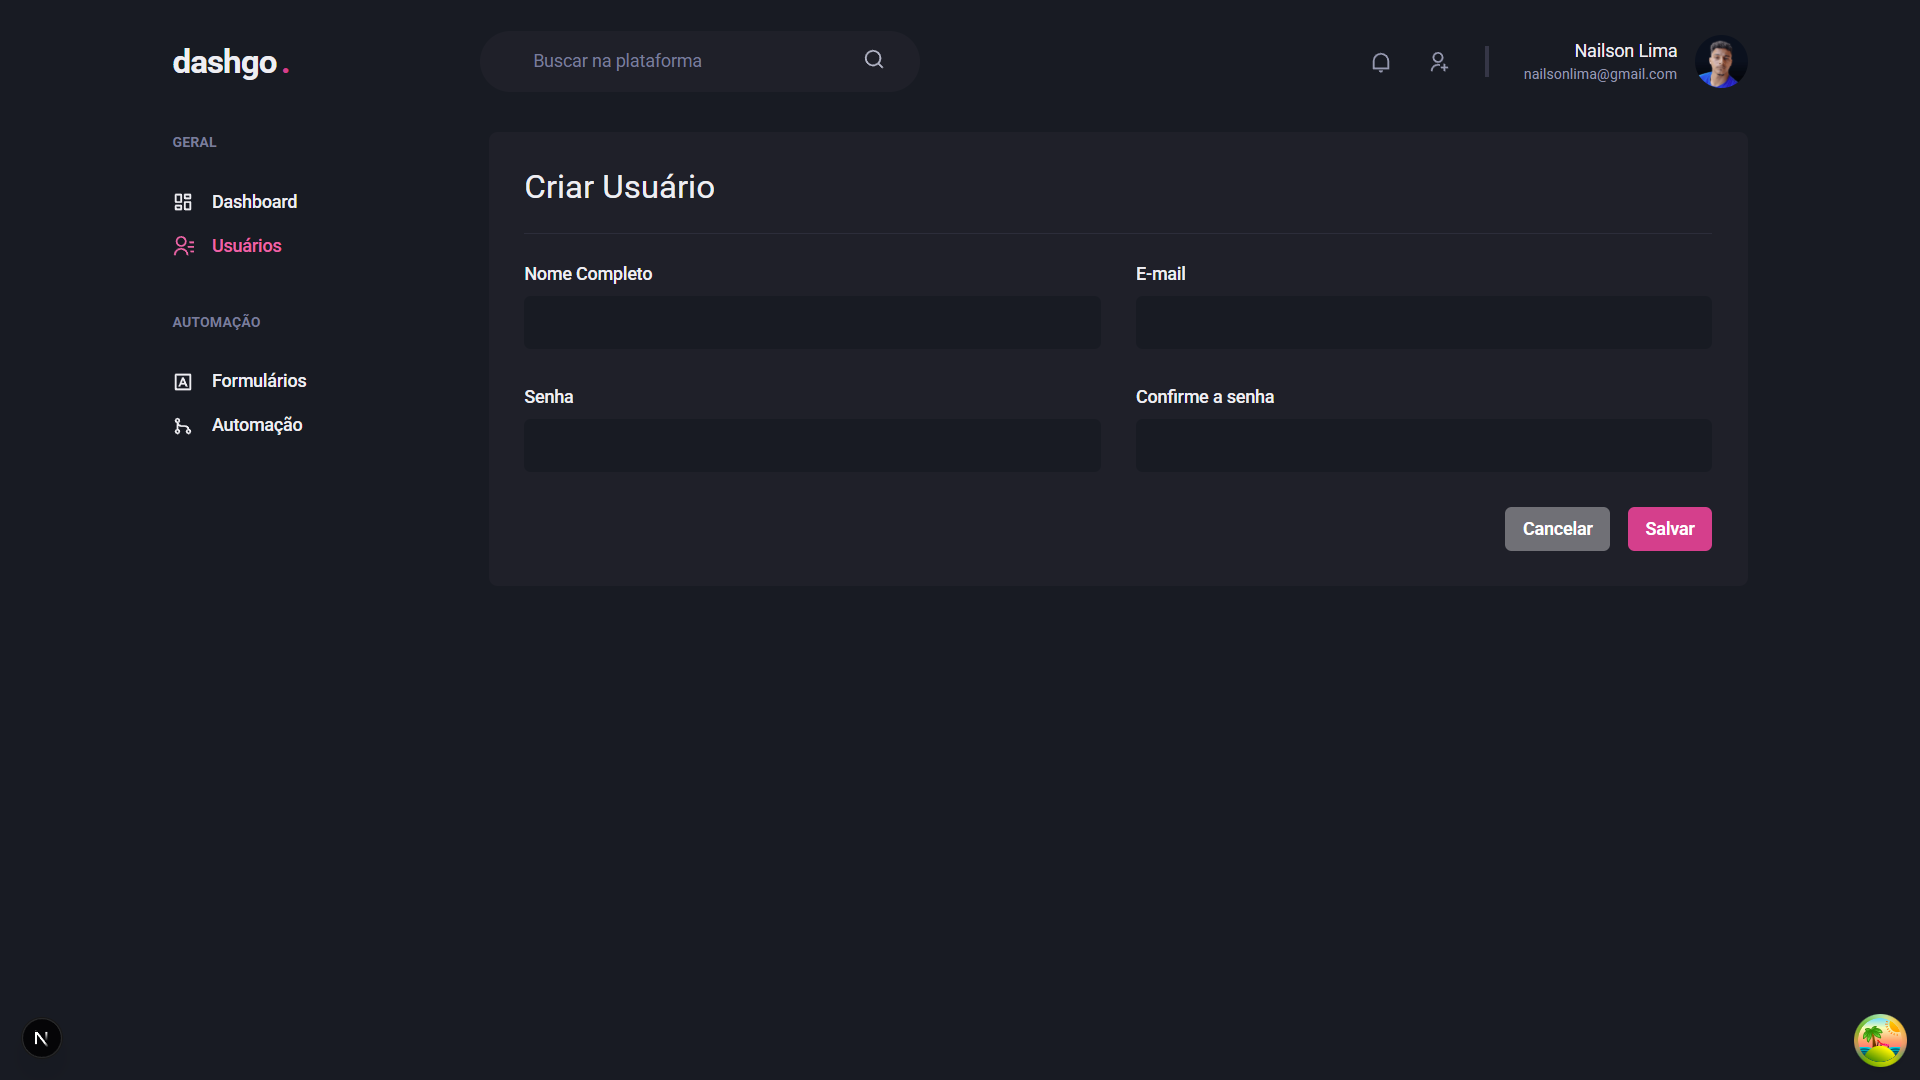 dashgo.
Buscar na plataforma
Nailson Lima
nailsonlima@gmail.com
GERAL
Dashboard
Usuários
AUTOMAÇÃO
Formulários
Automação
Criar Usuário
Nome Completo
E-mail
Senha
Confirme a senha
Cancelar
Salvar
N